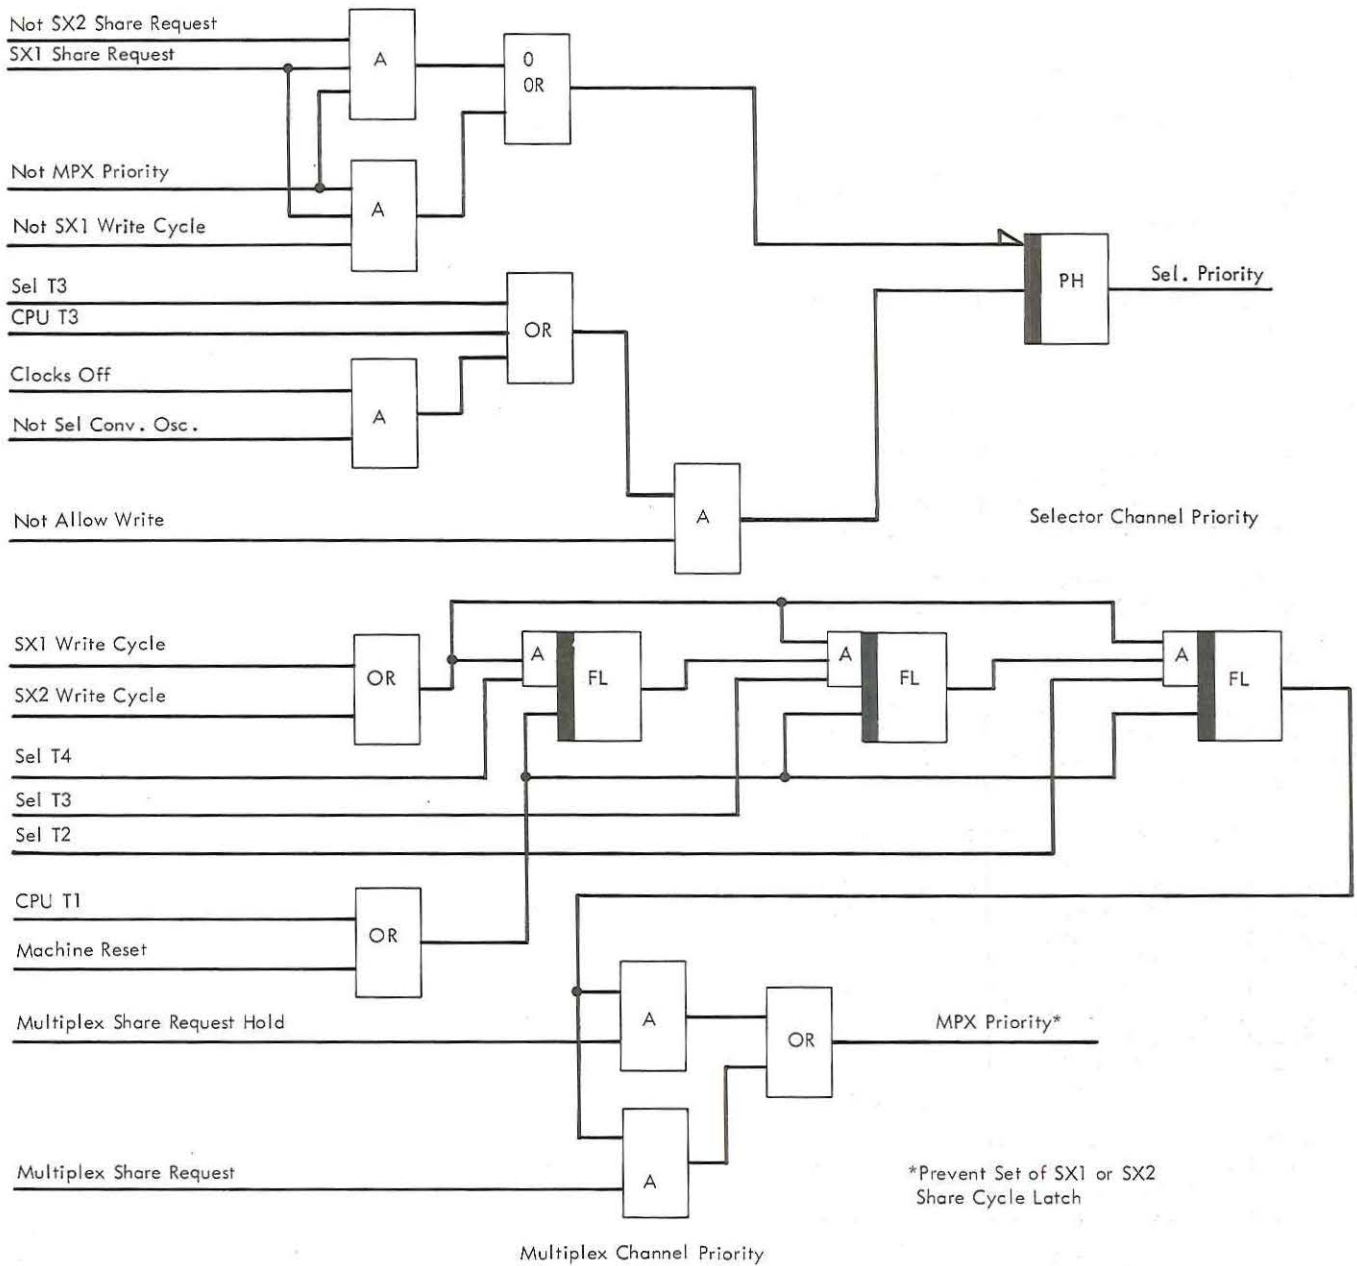 Not SX2 Share Request
SX1 Share Request
A
O
OR
Not MPX Priority
A
Not SX1 Write Cycle
Sel T3
CPU T3
OR
PH
Sel. Priority
Clocks Off
A
Not Sel Conv. Osc.
Not Allow Write
A
Selector Channel Priority
SX1 Write Cycle
SX2 Write Cycle
OR
A
FL
A
FL
A
FL
Sel T4
Sel T3
Sel T2
CPU T1
Machine Reset
OR
Multiplex Share Request Hold
A
OR
MPX Priority*
Multiplex Share Request
A
*Prevent Set of SX1 or SX2
Share Cycle Latch
Multiplex Channel Priority